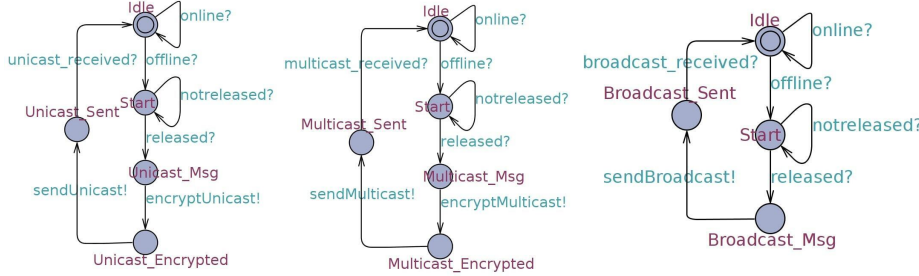 Idle
online?
unicast_received?
offline?
Unicast_Sent
Start
notreleased?
released?
Unicast_Msg
sendUnicast!
encryptUnicast!
Unicast_Encrypted
Idle
online?
multicast_received?
offline?
Start
notreleased?
Multicast_Sent
released?
Multicast_Msg
sendMulticast!
encryptMulticast!
Multicast_Encrypted
Idle
online?
broadcast_received?
offline?
Broadcast_Sent
Start
notreleased?
sendBroadcast!
released?
Broadcast_Msg